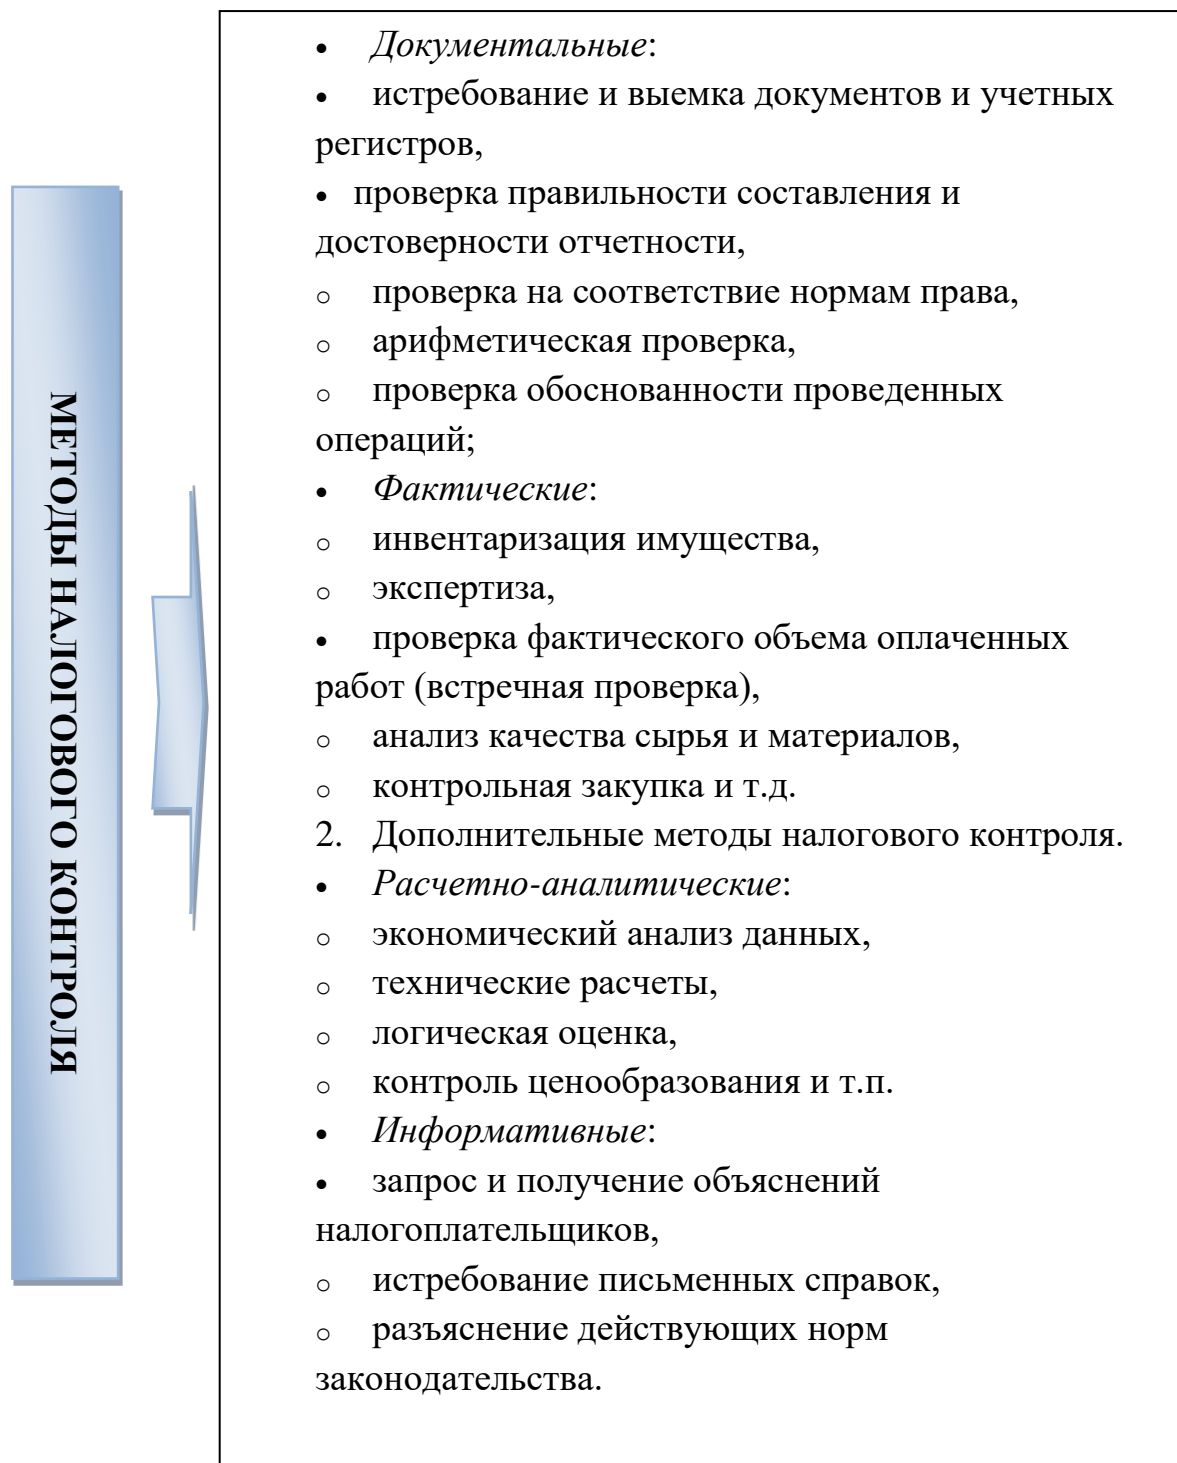 МЕТОДЫ НАЛОГОВОГО КОНТРОЛЯ
• Документальные:
• истребование и выемка документов и учетных
регистров,
• проверка правильности составления и
достоверности отчетности,
o проверка на соответствие нормам права,
o арифметическая проверка,
o проверка обоснованности проведенных
операций;
• Фактические:
o инвентаризация имущества,
o экспертиза,
• проверка фактического объема оплаченных
работ (встречная проверка),
o анализ качества сырья и материалов,
o контрольная закупка и т.д.
2. Дополнительные методы налогового контроля.
• Расчетно-аналитические:
o экономический анализ данных,
o технические расчеты,
o логическая оценка,
o контроль ценообразования и т.п.
• Информативные:
• запрос и получение объяснений
налогоплательщиков,
o истребование письменных справок,
o разъяснение действующих норм
законодательства.